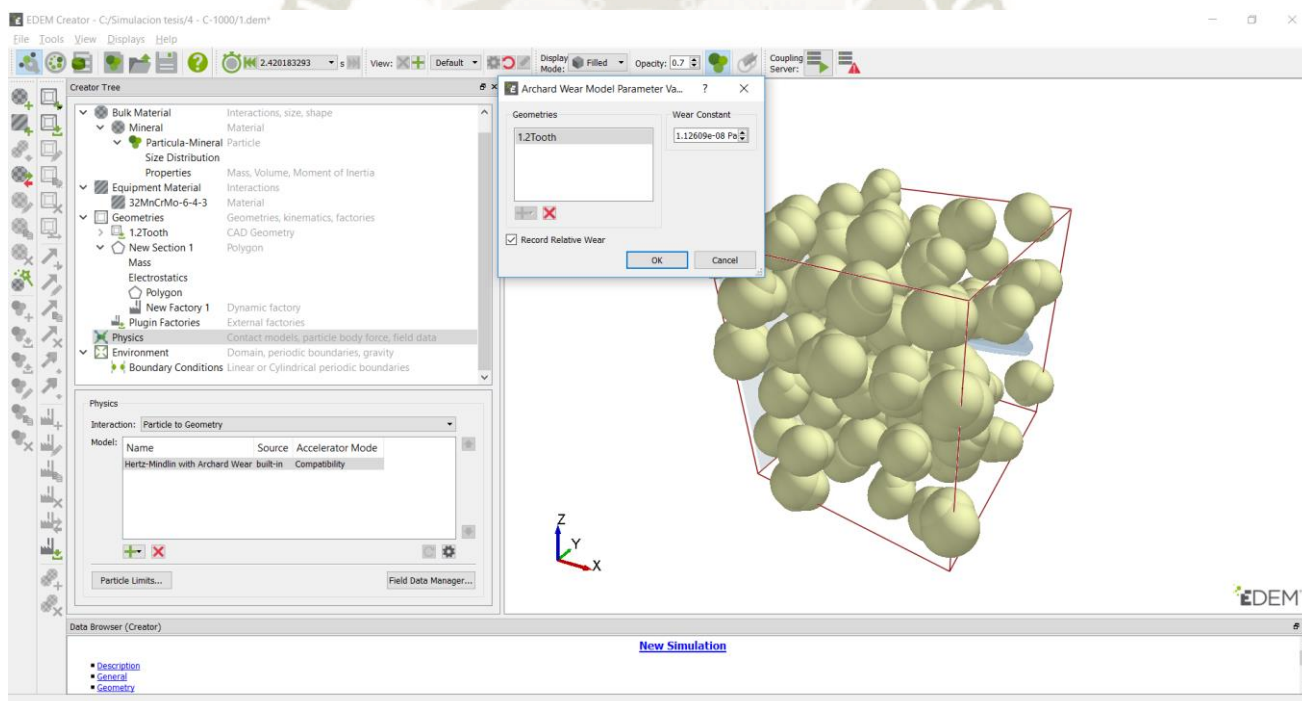 EDEM Creator - C:/Simulacion tesis/4 - C-1000/1.dem*
File Tools View Displays Help
2.420183293 s View: Default Display Mode: Filled Opacity: 0.7 Coupling Server:
Creator Tree
Bulk Material Interactions, size, shape
Mineral Material
Particula-Mineral Particle
Size Distribution
Properties Mass, Volume, Moment of Inertia
Equipment Material Interactions
32MnCrMo-6-4-3 Material
Geometries Geometries, kinematics, factories
1.2Tooth CAD Geometry
New Section 1 Polygon
Mass
Electrostatics
Polygon
New Factory 1 Dynamic factory
Plugin Factories External factories
Physics Contact models, particle body force, field data
Environment Domain, periodic boundaries, gravity
Boundary Conditions Linear or Cylindrical periodic boundaries
Physics
Interaction: Particle to Geometry
Model:
Name Source Accelerator Mode
Hertz-Mindlin with Archard Wear built-in Compatibility
Particle Limits... Field Data Manager...
Archard Wear Model Parameter Va... ? ×
Geometries Wear Constant
1.2Tooth 1.12609e-08 Pa
Record Relative Wear
OK Cancel
Z
Y
X
EDEM
Data Browser (Creator)
New Simulation
Description
General
Geometry